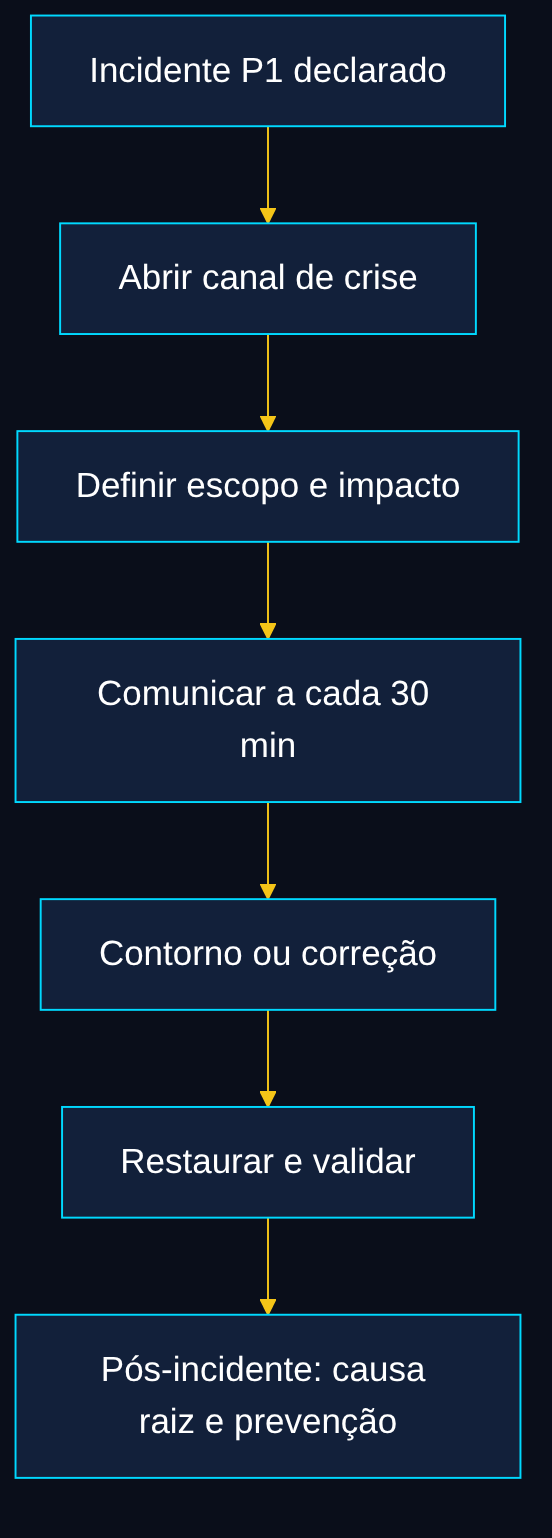 Incidente P1 declarado
Abrir canal de crise
Definir escopo e impacto
Comunicar a cada 30
min
Contorno ou correção
Restaurar e validar
Pós-incidente: causa
raiz e prevenção